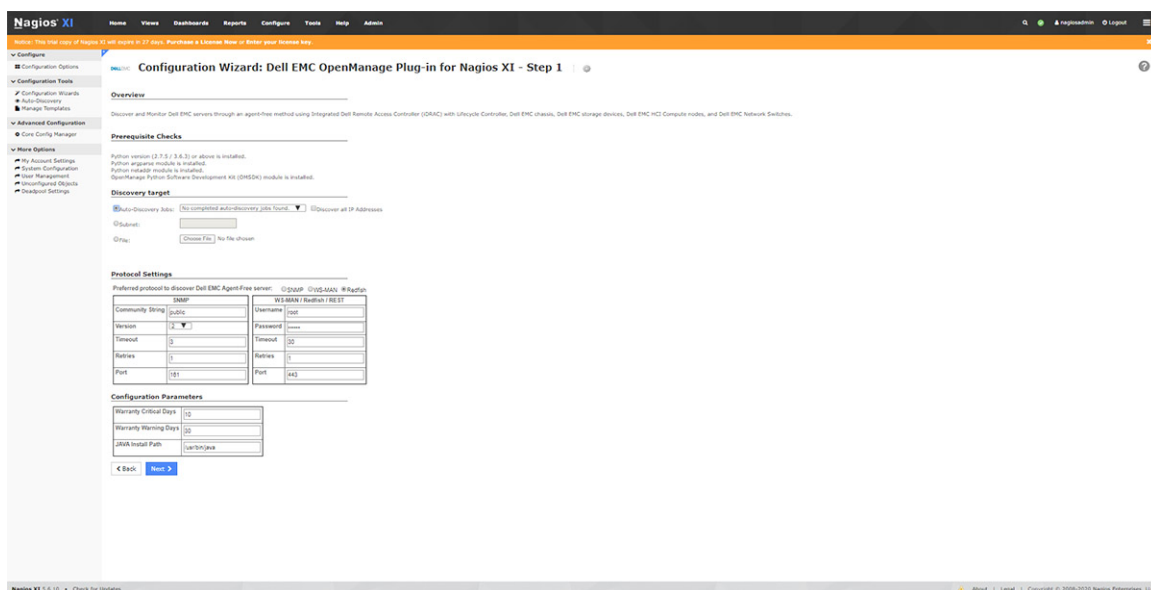 Nagios XI
Home Views Dashboards Reports Configure Tools Help Admin
nagiosadmin Logout
Notice: This trial copy of Nagios XI will expire in 27 days. Purchase a License Now or Enter your license key.
Configure
Configuration Options
Configuration Tools
Configuration Wizards
Auto-Discovery
Manage Templates
Advanced Configuration
Core Config Manager
More Options
My Account Settings
System Configuration
User Management
Unconfigured Objects
Deadpool Settings
DELL EMC Configuration Wizard: Dell EMC OpenManage Plug-in for Nagios XI - Step 1
Overview
Discover and Monitor Dell EMC servers through an agent-free method using Integrated Dell Remote Access Controller (iDRAC) with Lifecycle Controller, Dell EMC chassis, Dell EMC storage devices, Dell EMC HCI Compute nodes, and Dell EMC Network Switches.
Prerequisite Checks
Python version (2.7.5 / 3.6.3) or above is installed.
Python argparse module is installed.
Python netaddr module is installed.
OpenManage Python Software Development Kit (OMSDK) module is installed.
Discovery target
Auto-Discovery Jobs: No completed auto-discovery jobs found. Discover all IP Addresses
Subnet:
File: Choose File No file chosen
Protocol Settings
Preferred protocol to discover Dell EMC Agent-Free server: SNMP WS-MAN Redfish
SNMP WS-MAN / Redfish / REST
Community String public Username root
Version 2 Password
Timeout 3 Timeout 30
Retries 1 Retries 1
Port 161 Port 443
Configuration Parameters
Warranty Critical Days 10
Warranty Warning Days 30
JAVA Install Path /usr/bin/java
Back Next
Nagios XI 5.6.10 • Check for Updates
About | Legal | Copyright © 2008-2020 Nagios Enterprises, LLC